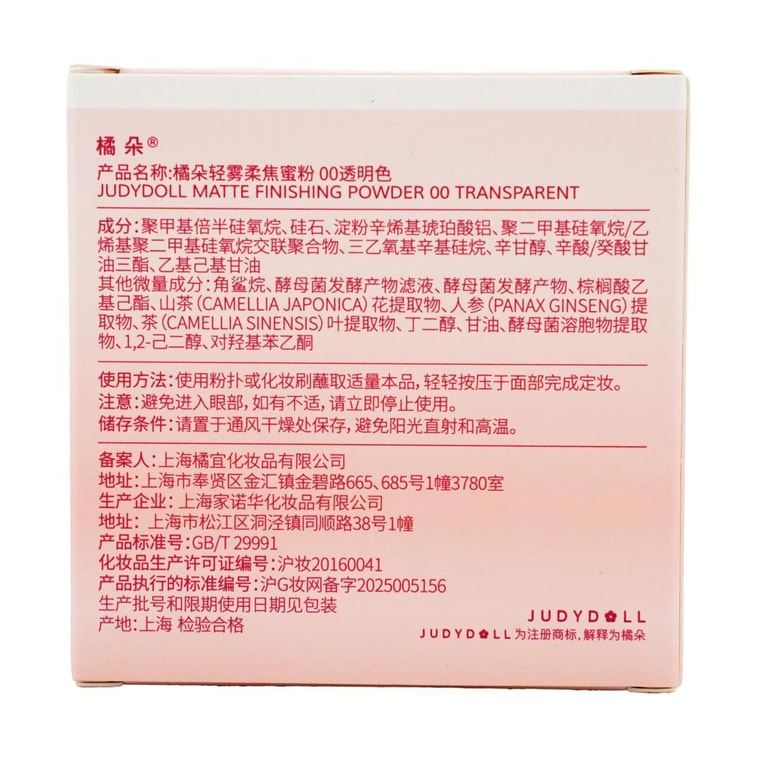 橘朵®
产品名称:橘朵轻雾柔焦蜜粉 00透明色
JUDYDOLL MATTE FINISHING POWDER 00 TRANSPARENT
成分:聚甲基倍半硅氧烷、硅石、淀粉辛烯基琥珀酸铝、聚二甲基硅氧烷/乙
烯基聚二甲基硅氧烷交联聚合物、三乙氧基辛基硅烷、辛甘醇、辛酸/癸酸甘
油三酯、乙基己基甘油
其他微量成分:角鲨烷、酵母菌发酵产物滤液、酵母菌发酵产物、棕榈酸乙
基己酯、山茶(CAMELLIA JAPONICA)花提取物、人参(PANAX GINSENG)提
取物、茶(CAMELLIA SINENSIS)叶提取物、丁二醇、甘油、酵母菌溶胞物提取
物、1,2-己二醇、对羟基苯乙酮
使用方法:使用粉扑或化妆刷蘸取适量本品,轻轻按压于面部完成定妆。
注意:避免进入眼部,如有不适,请立即停止使用。
储存条件:请置于通风干燥处保存,避免阳光直射和高温。
备案人:上海橘宜化妆品有限公司
地址:上海市奉贤区金汇镇金碧路665、685号1幢3780室
生产企业:上海家诺华化妆品有限公司
地址: 上海市松江区洞泾镇同顺路38号1幢
产品标准号:GB/T 29991
化妆品生产许可证编号:沪妆20160041
产品执行的标准编号:沪G妆网备字2025005156
生产批号和限期使用日期见包装
产地:上海 检验合格
JUDYDOLL
JUDYDOLL为注册商标,解释为橘朵